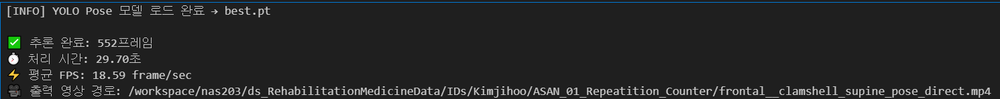 [INFO] YOLO Pose 모델 로드 완료 → best.pt
✅ 추론 완료: 552프레임
⏱ 처리 시간: 29.70초
⚡ 평균 FPS: 18.59 frame/sec
🎥 출력 영상 경로: /workspace/nas203/ds_RehabilitationMedicineData/IDs/Kimjihoo/ASAN_01_Repeatition_Counter/frontal__clamshell_supine_pose_direct.mp4